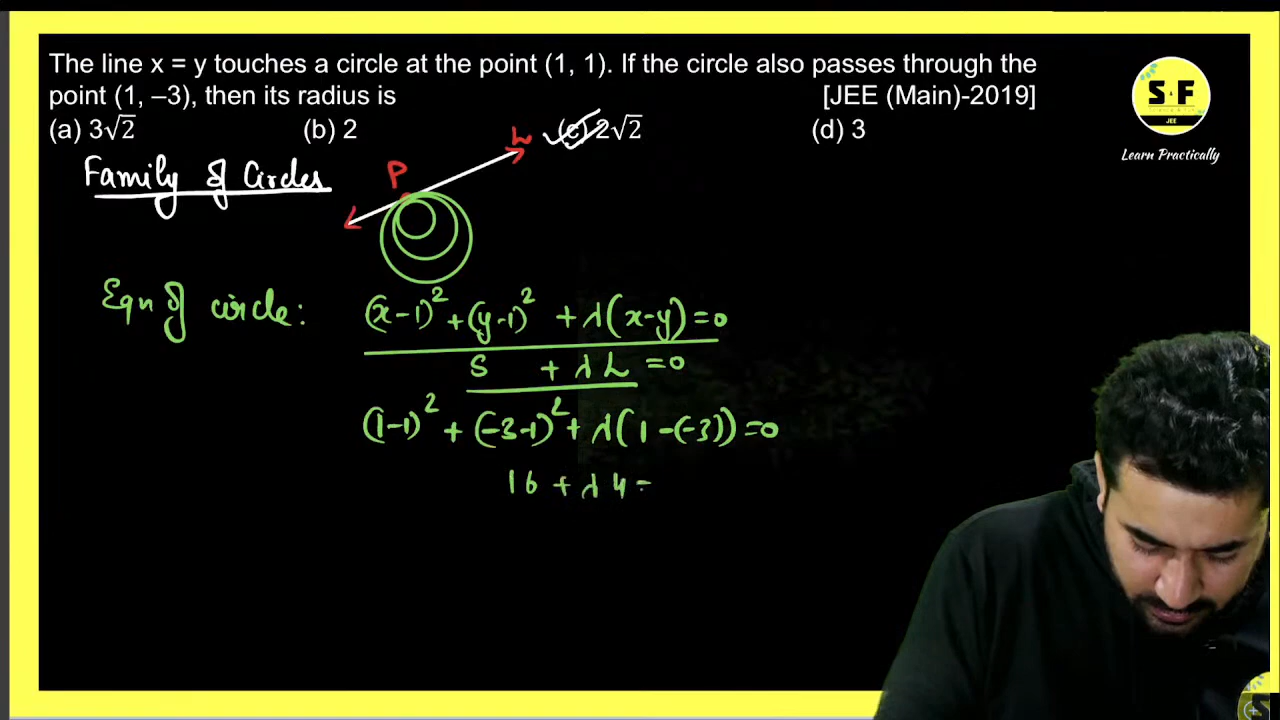 The line x = y touches a circle at the point (1, 1). If the circle also passes through the
point (1, –3), then its radius is [JEE (Main)-2019]
(a) 3√2 (b) 2 (c) 2√2 (d) 3
S F
JEE
Learn Practically
Family of Circles
P
L
Eqn of circle: (x-1)² + (y-1)² + λ(x-y) = 0
S + λ L = 0
(1-1)² + (-3-1)² + λ(1-(-3)) = 0
16 + λ 4 =